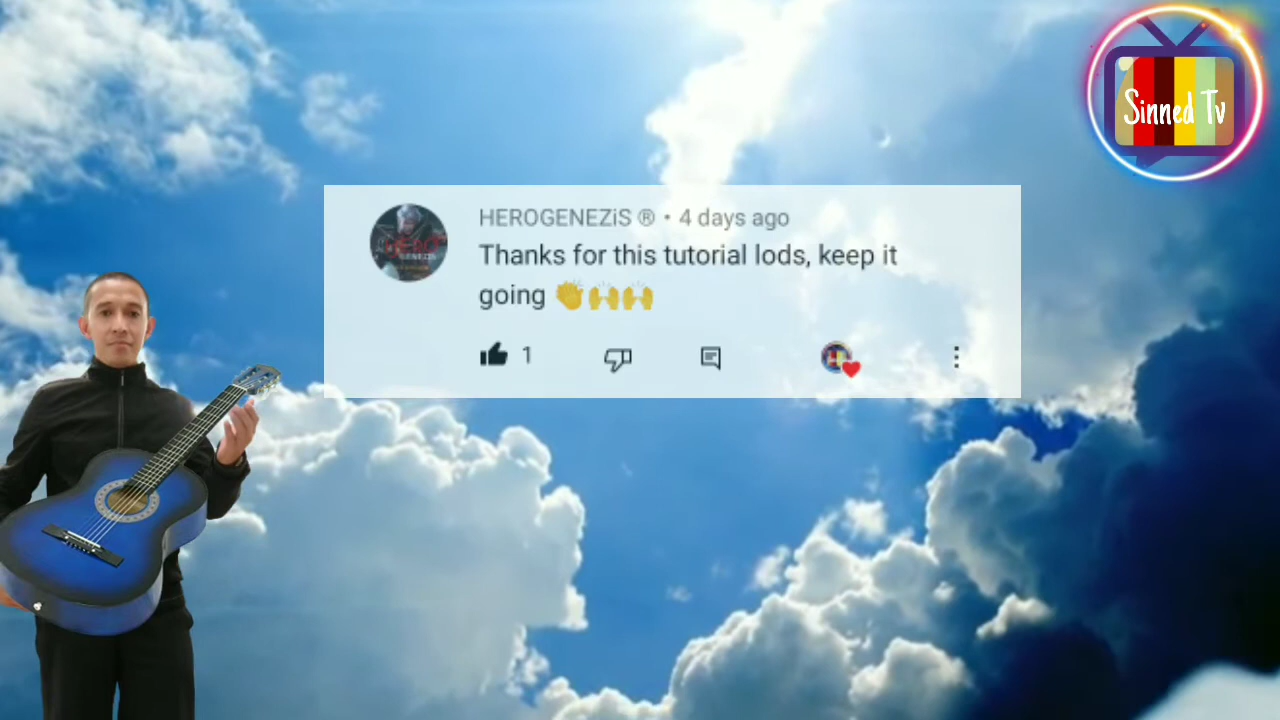 Sinned Tv
HEROGENEZiS ® • 4 days ago
Thanks for this tutorial lods, keep it
going 👏🙌🙌
1